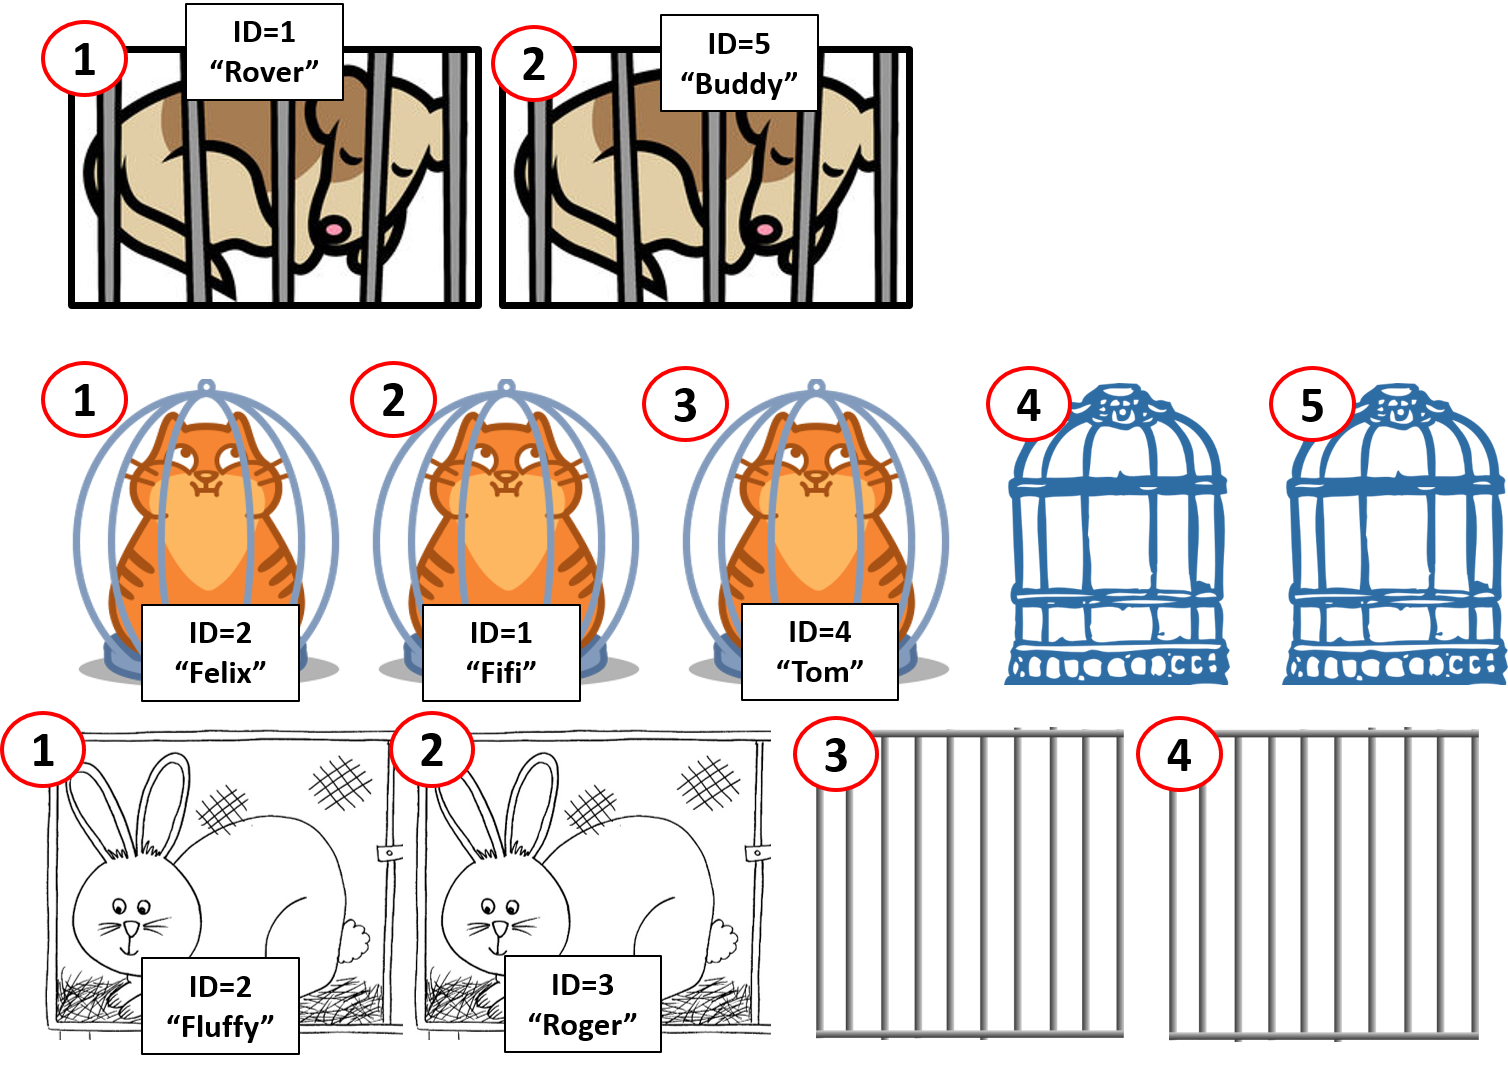 1
ID=1
“Rover”
2
ID=5
“Buddy”
1
ID=2
“Felix”
2
ID=1
“Fifi”
3
ID=4
“Tom”
4
5
1
ID=2
“Fluffy”
2
ID=3
“Roger”
3
4